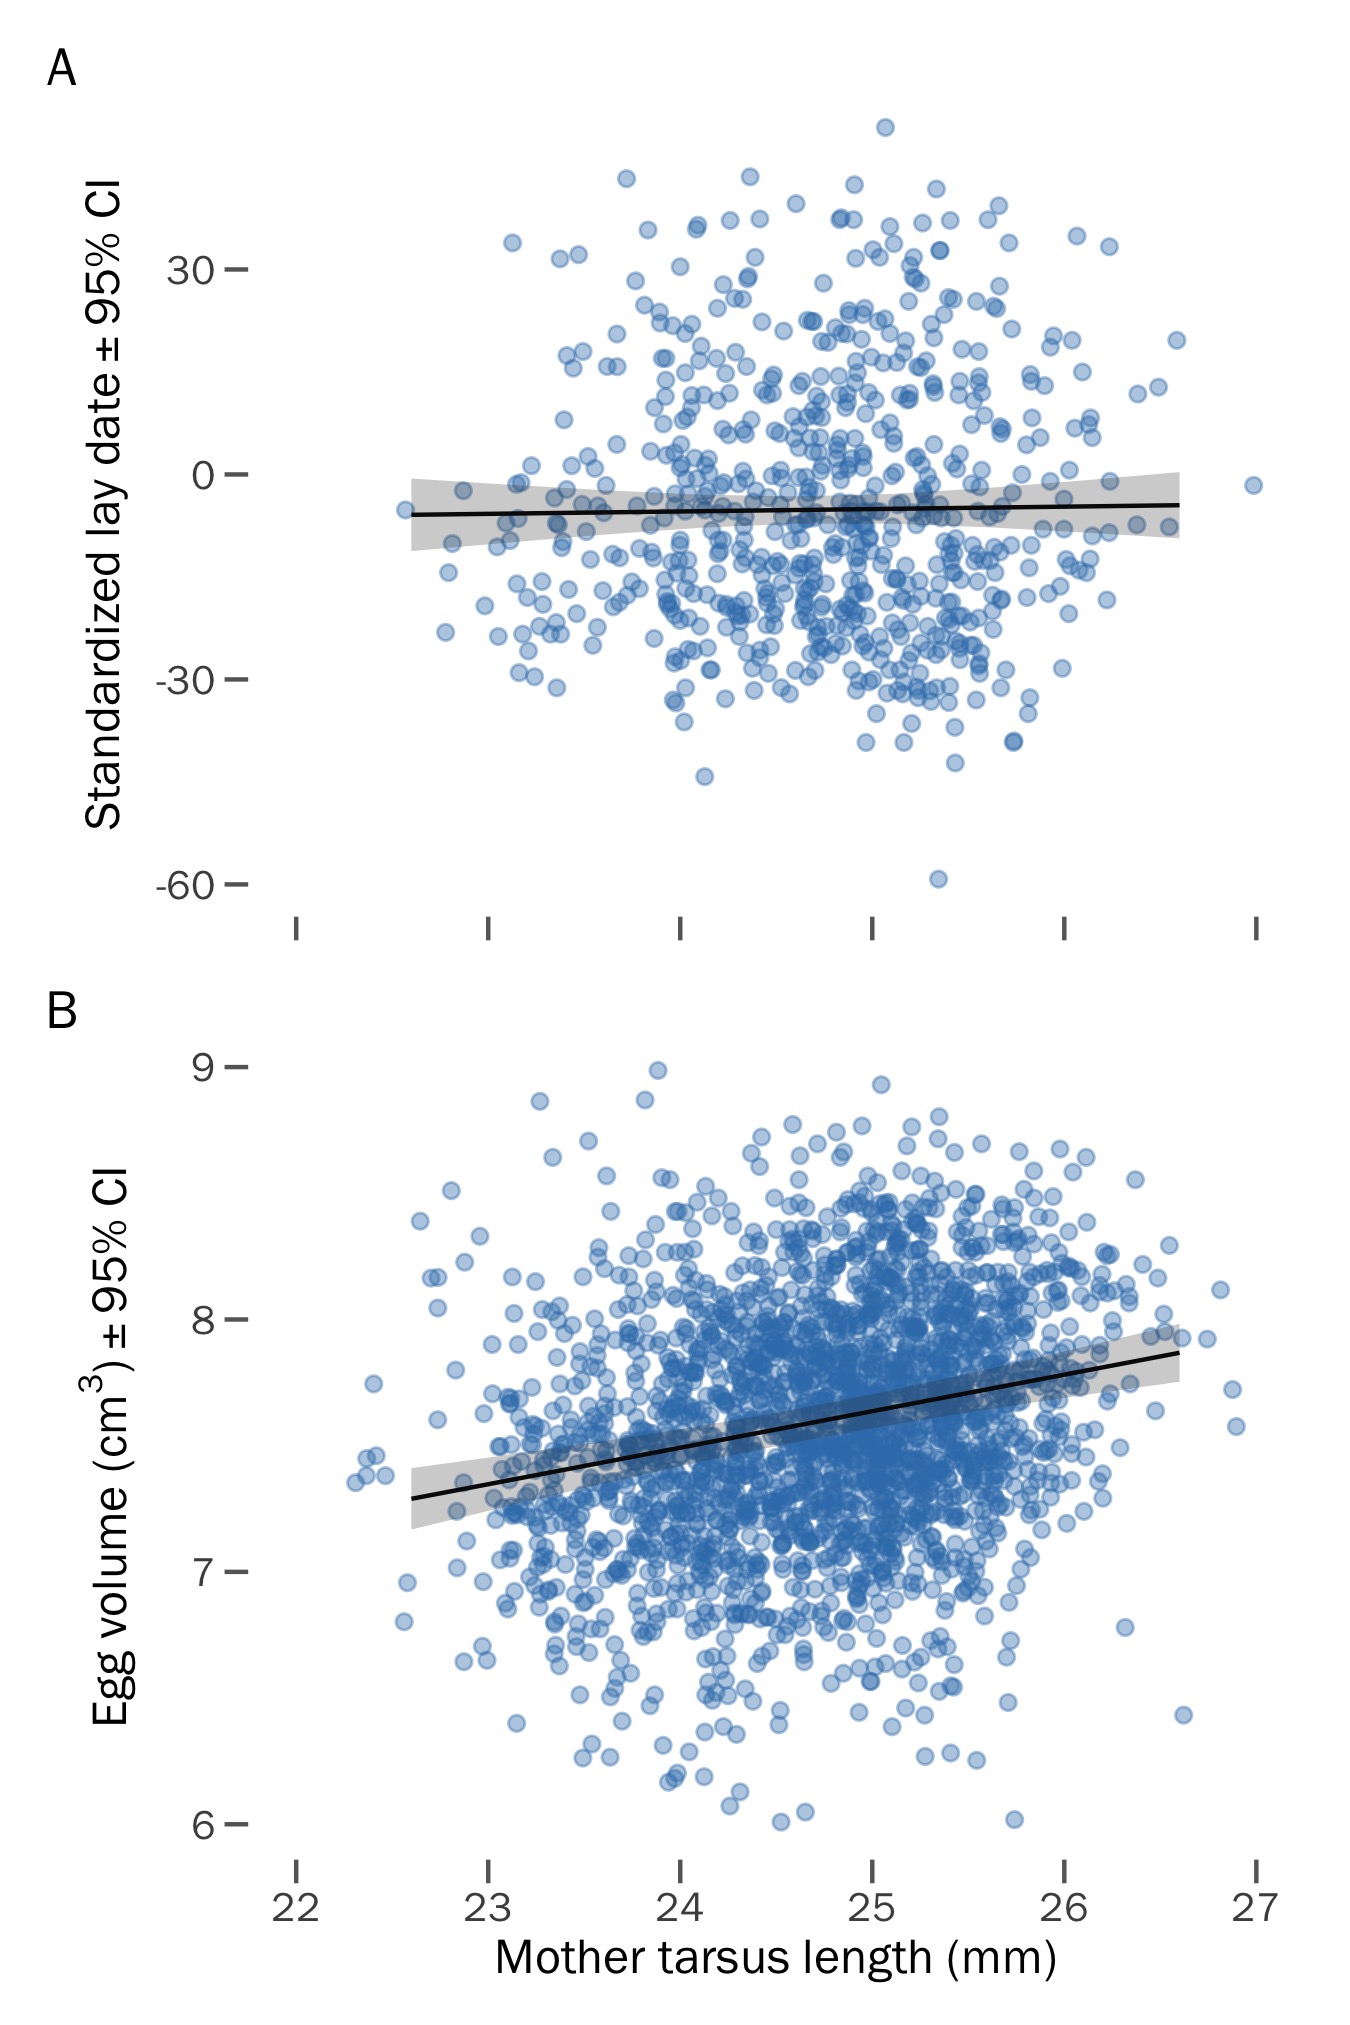 A
Standardized lay date ± 95% CI
30
0
-30
-60
B
Egg volume (cm³) ± 95% CI
9
8
7
6
22 23 24 25 26 27
Mother tarsus length (mm)